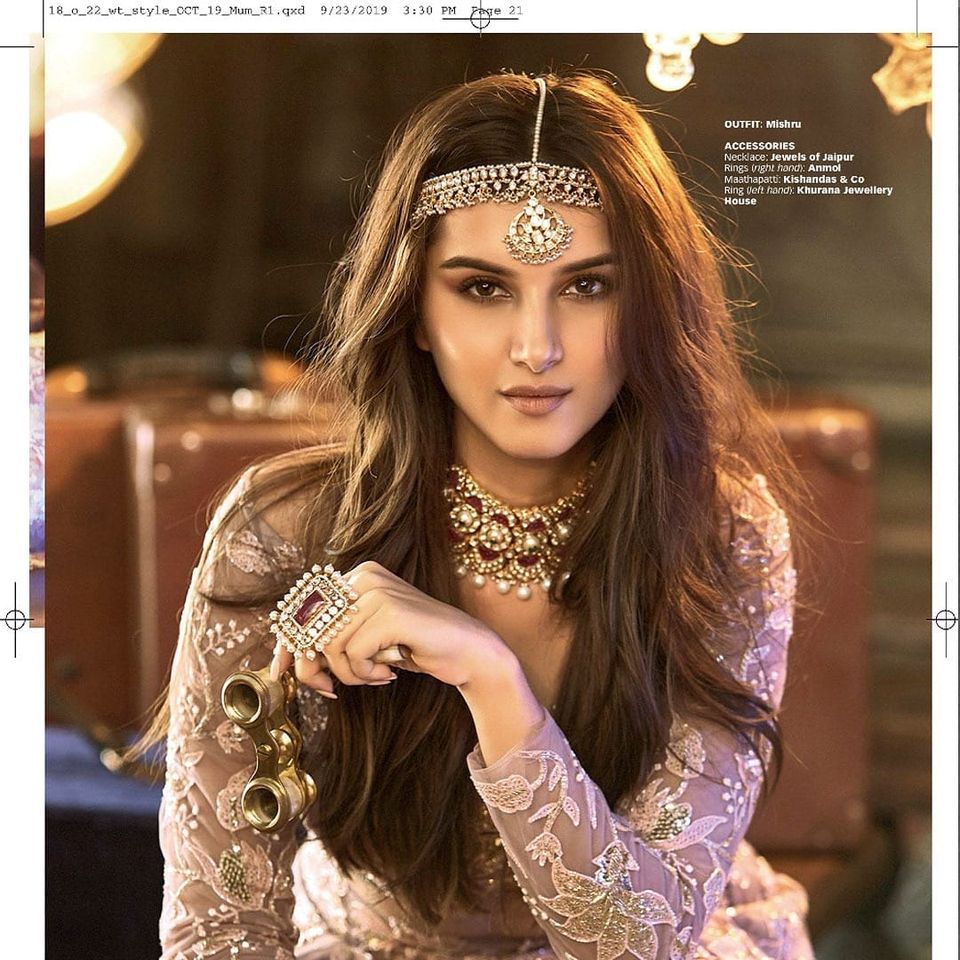 18_o_22_wt_style_OCT_19_Mum_R1.qxd 9/23/2019 3:30 PM Page 21
OUTFIT: Mishru
ACCESSORIES
Necklace: Jewels of Jaipur
Rings (right hand): Anmol
Maathapatti: Kishandas & Co
Ring (left hand): Khurana Jewellery
House